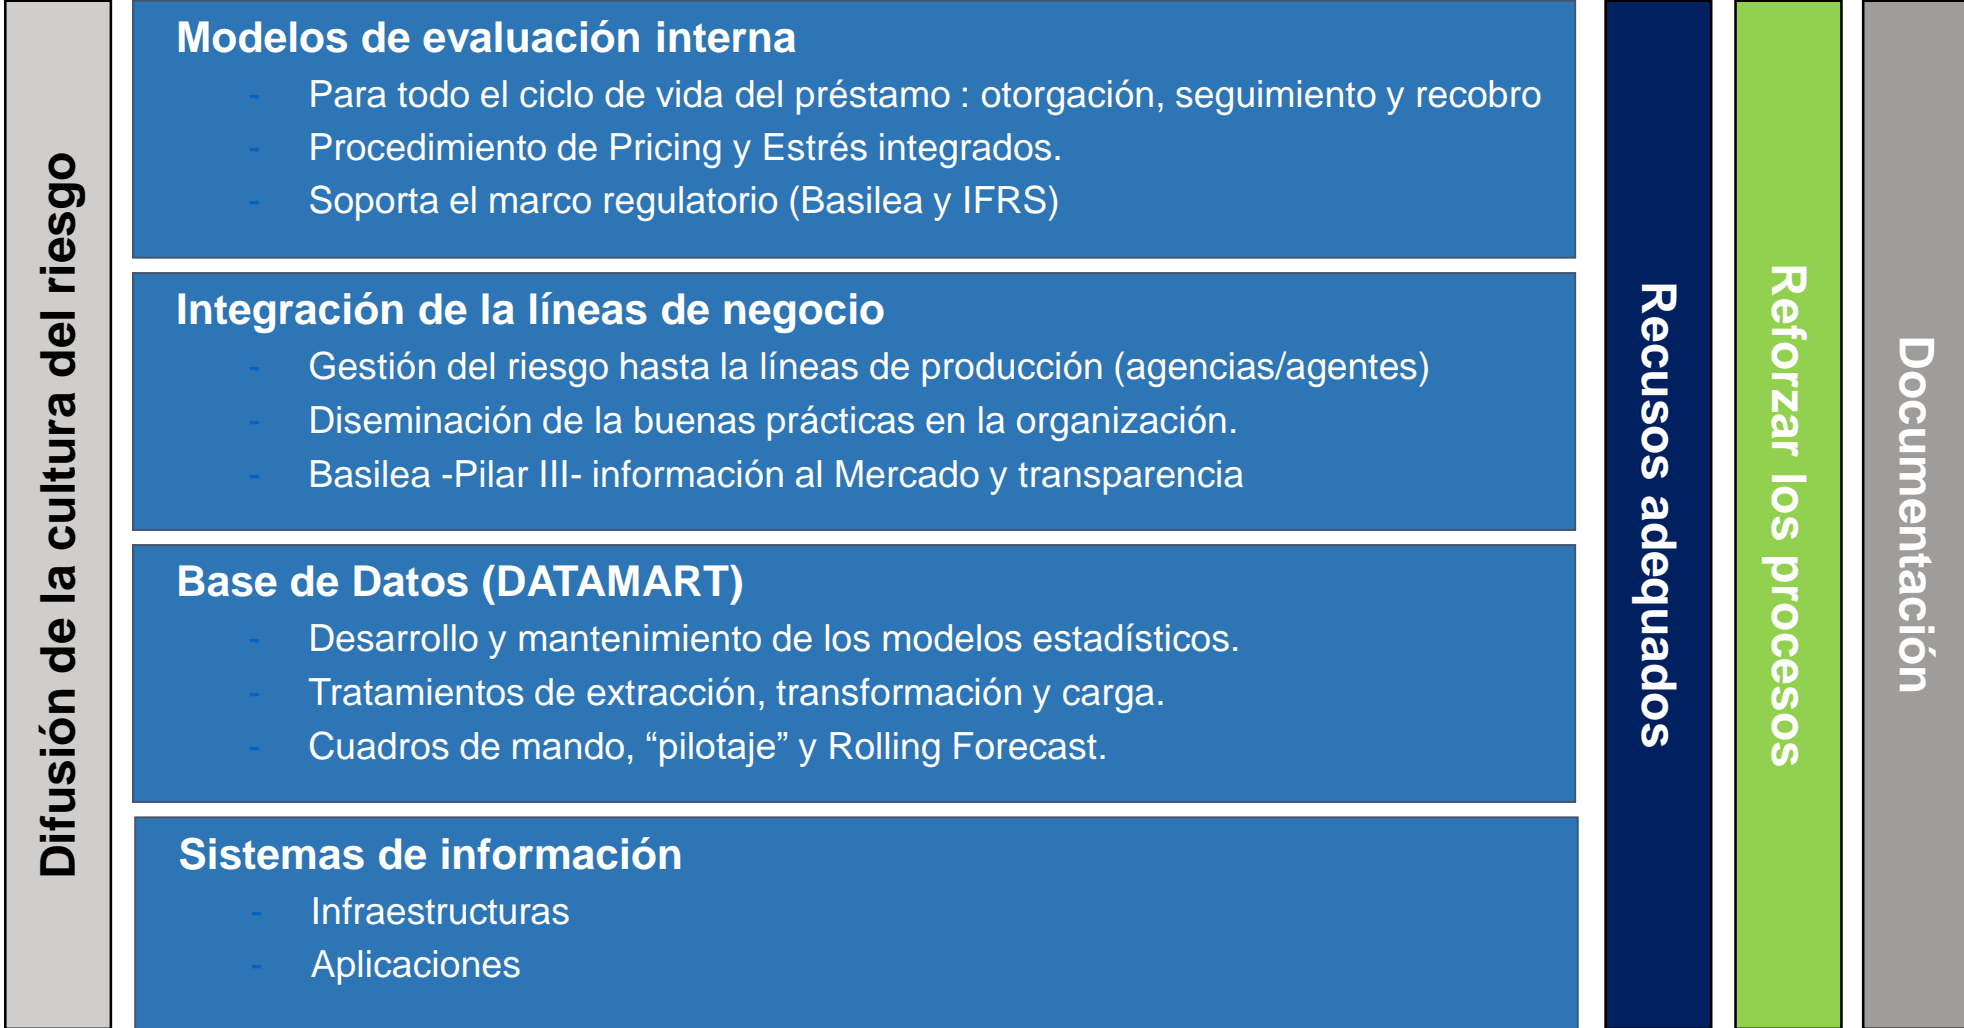 Difusión de la cultura del riesgo
Modelos de evaluación interna
- Para todo el ciclo de vida del préstamo : otorgación, seguimiento y recobro
- Procedimiento de Pricing y Estrés integrados.
- Soporta el marco regulatorio (Basilea y IFRS)
Integración de la líneas de negocio
- Gestión del riesgo hasta la líneas de producción (agencias/agentes)
- Diseminación de la buenas prácticas en la organización.
- Basilea -Pilar III- información al Mercado y transparencia
Base de Datos (DATAMART)
- Desarrollo y mantenimiento de los modelos estadísticos.
- Tratamientos de extracción, transformación y carga.
- Cuadros de mando, “pilotaje” y Rolling Forecast.
Sistemas de información
- Infraestructuras
- Aplicaciones
Recusos adequados
Reforzar los procesos
Documentación